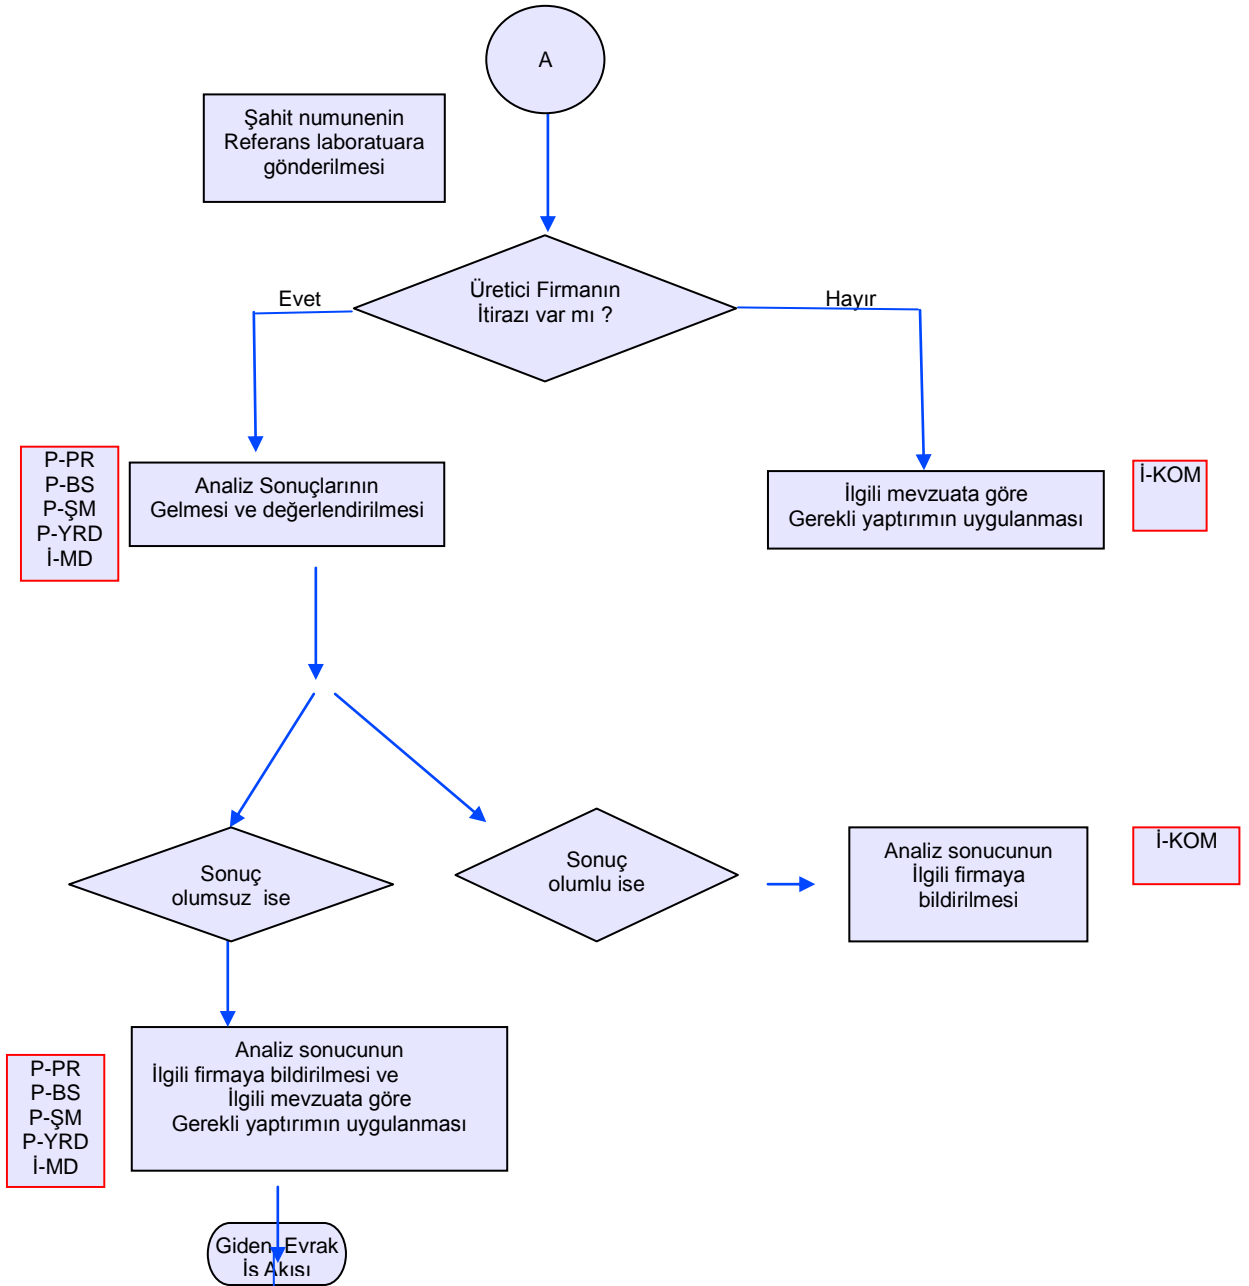 A
Şahit numunenin
Referans laboratuara
gönderilmesi
Üretici Firmanın
İtirazı var mı ?
Evet
Hayır
P-PR
P-BS
P-ŞM
P-YRD
İ-MD
Analiz Sonuçlarının
Gelmesi ve değerlendirilmesi
İlgili mevzuata göre
Gerekli yaptırımın uygulanması
İ-KOM
Sonuç
olumsuz ise
Sonuç
olumlu ise
Analiz sonucunun
İlgili firmaya
bildirilmesi
İ-KOM
P-PR
P-BS
P-ŞM
P-YRD
İ-MD
Analiz sonucunun
İlgili firmaya bildirilmesi ve
İlgili mevzuata göre
Gerekli yaptırımın uygulanması
Giden Evrak
İş Akışı